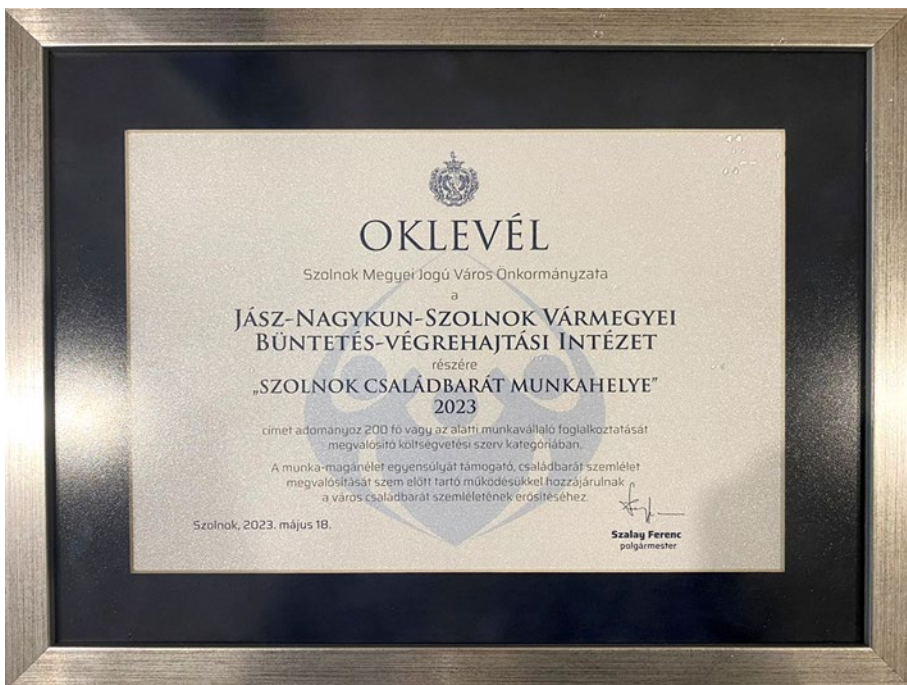 OKLEVÉL
Szolnok Megyei Jogú Város Önkormányzata
a
JÁSZ-NAGYKUN-SZOLNOK VÁRMEGYEI
BÜNTETÉS-VÉGREHAJTÁSI INTÉZET
részére
„SZOLNOK CSALÁDBARÁT MUNKAHELYE”
2023
címet adományoz 200 fő vagy az alatti munkavállaló foglalkoztatását
megvalósító költségvetési szerv kategóriában.
A munka-magánélet egyensúlyát támogató, családbarát szemlélet
megvalósítását szem előtt tartó működésükkel hozzájárulnak
a város családbarát szemléletének erősítéséhez.
Szolnok, 2023. május 18.
Szalay Ferenc
polgármester